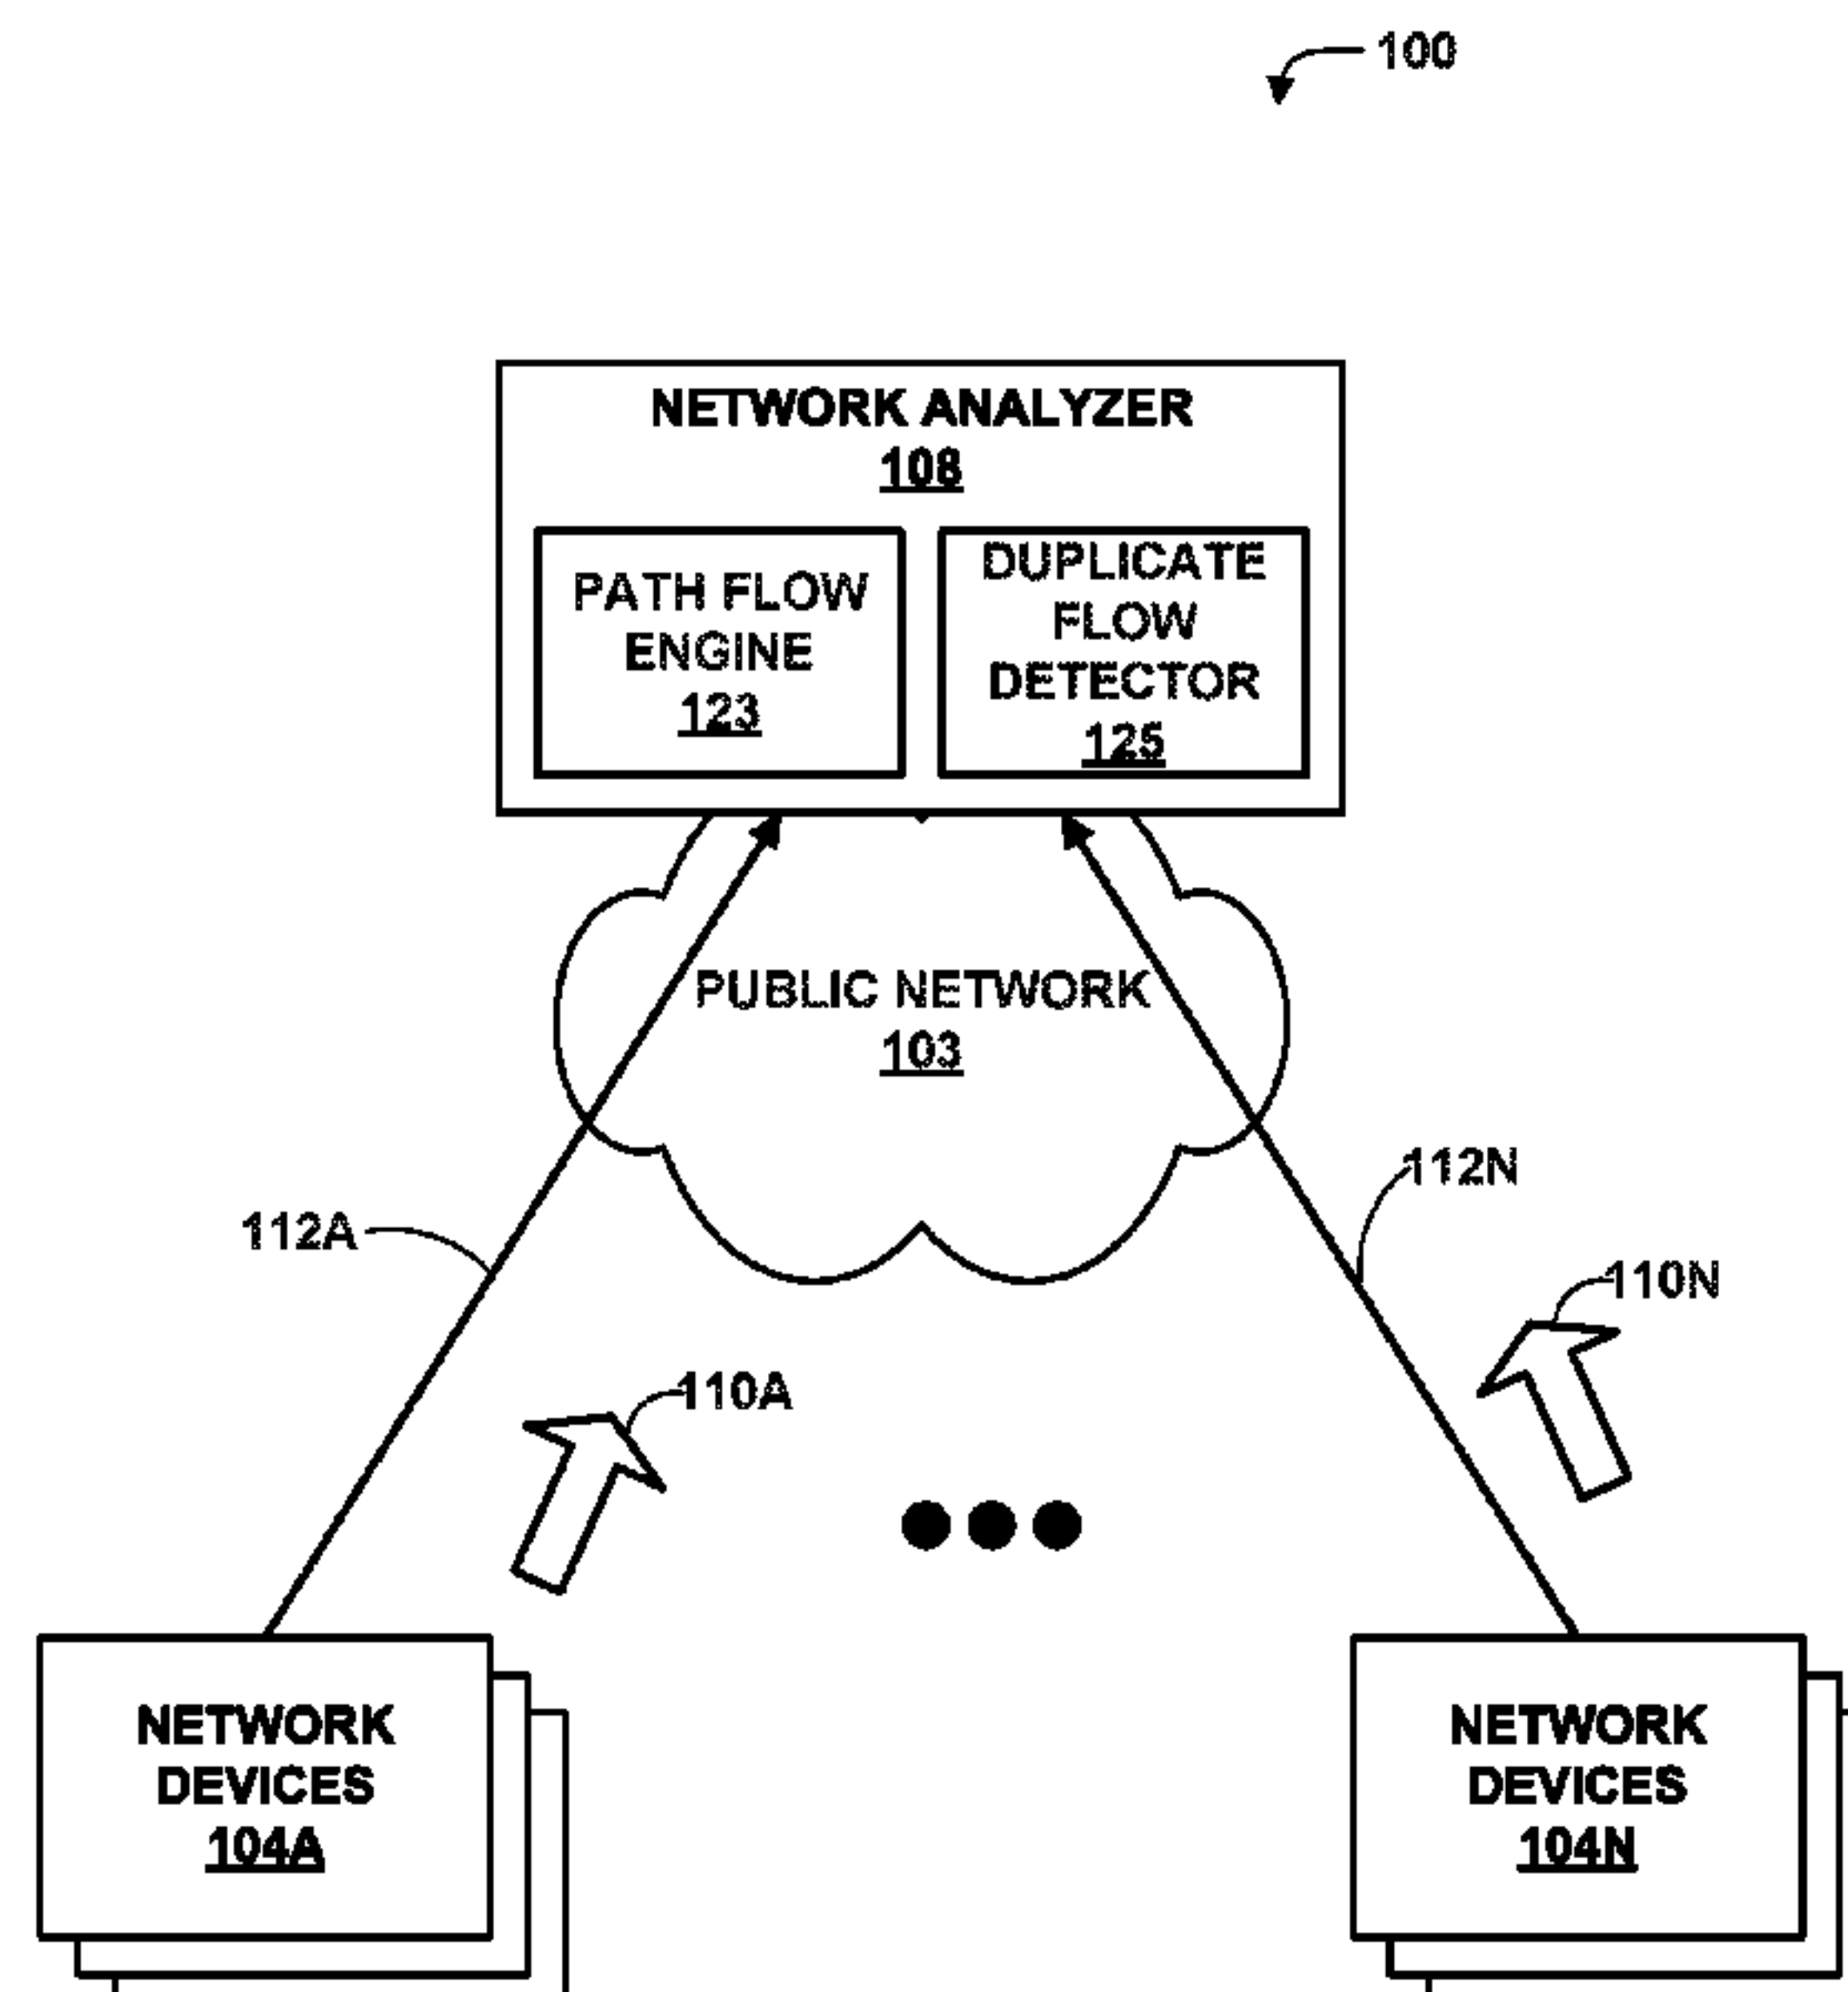 100
NETWORK ANALYZER
108
PATH FLOW
ENGINE
123
DUPLICATE
FLOW
DETECTOR
125
PUBLIC NETWORK
103
112A
112N
110N
110A
NETWORK
DEVICES
104A
NETWORK
DEVICES
104N